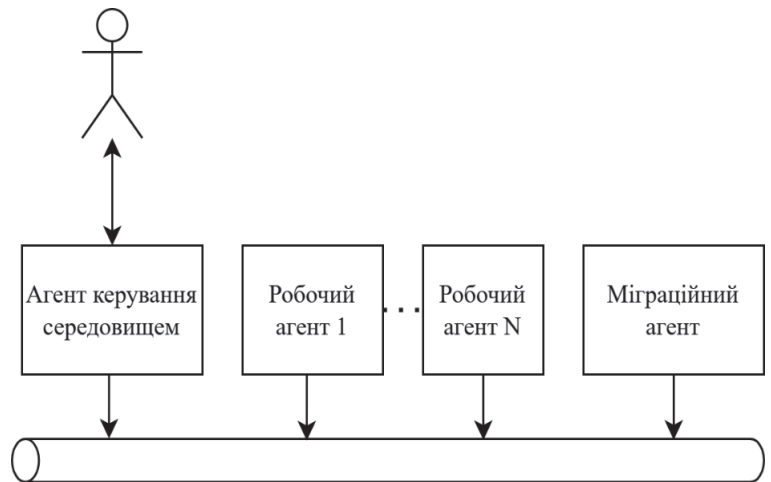 Агент керування
середовищем
Робочий
агент 1
...
Робочий
агент N
Міграційний
агент